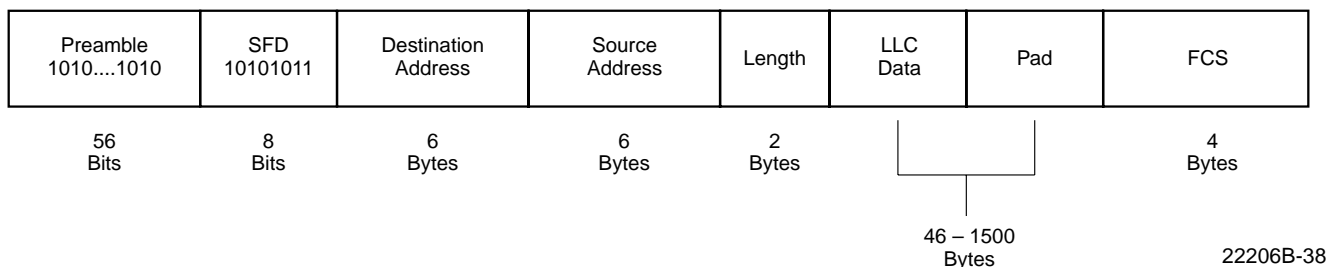 Preamble
1010....1010
SFD
10101011
Destination
Address
Source
Address
Length
LLC
Data
Pad
FCS
56
Bits
8
Bits
6
Bytes
6
Bytes
2
Bytes
4
Bytes
46 – 1500
Bytes
22206B-38